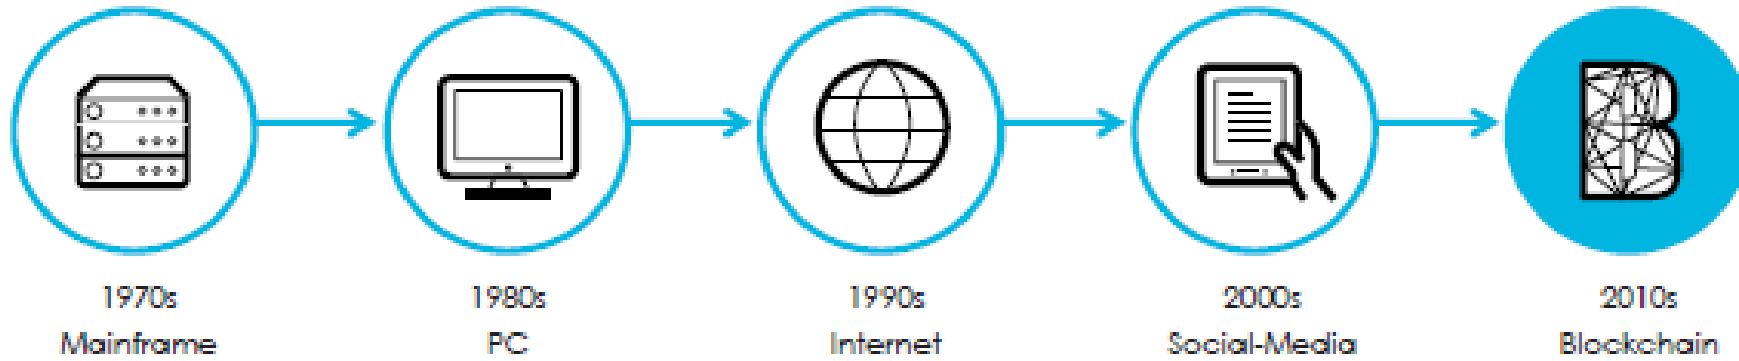 1970s
Mainframe
1980s
PC
1990s
Internet
2000s
Social-Media
2010s
Blockchain